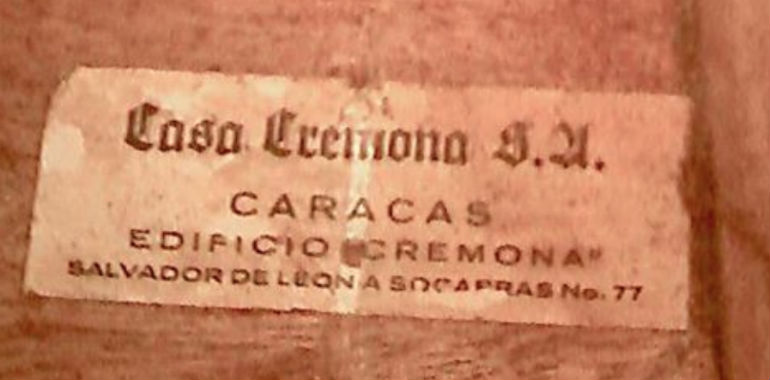 Casa Cremona S.A.
CARACAS
EDIFICIO "CREMONA"
SALVADOR DE LEON A SOCARRAS No. 77